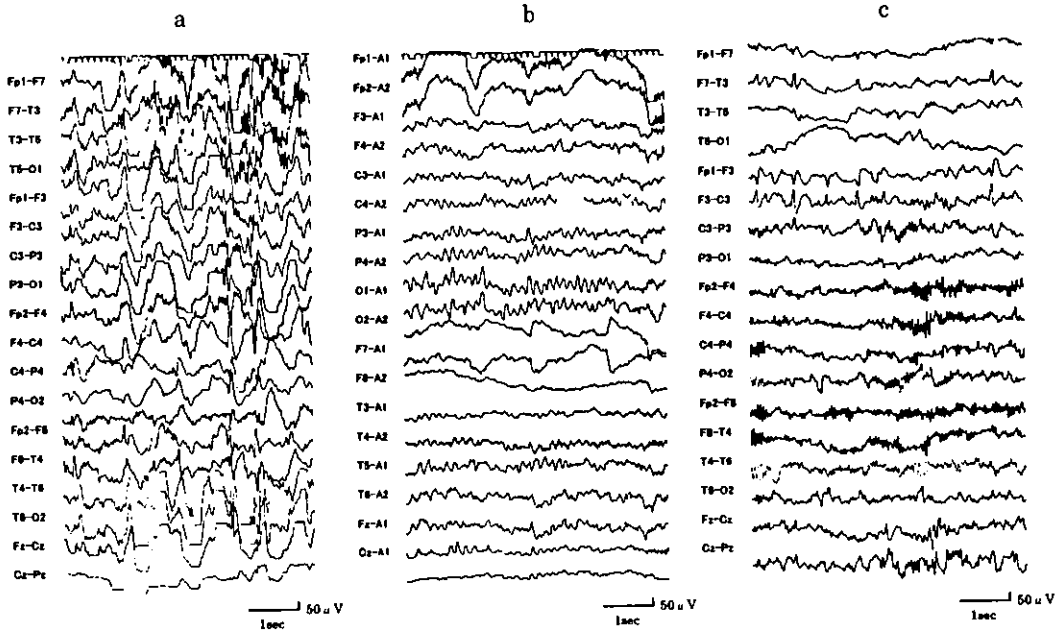 a
Fp1-F7
F7-T3
T3-T5
T5-O1
Fp1-F3
F3-C3
C3-P3
P3-O1
Fp2-F4
F4-C4
C4-P4
P4-O2
Fp2-F8
F8-T4
T4-T6
T6-O2
Fz-Cz
Cz-Pz
50 u V
1sec
b
Fp1-A1
Fp2-A2
F3-A1
F4-A2
C3-A1
C4-A2
P3-A1
P4-A2
O1-A1
O2-A2
F7-A1
F8-A2
T3-A1
T4-A2
T5-A1
T6-A2
Fz-A1
Cz-A1
50 u V
1sec
c
Fp1-F7
F7-T3
T3-T5
T5-O1
Fp1-F3
F3-C3
C3-P3
P3-O1
Fp2-F4
F4-C4
C4-P4
P4-O2
Fp2-F8
F8-T4
T4-T6
T6-O2
Fz-Cz
Cz-Pz
50 u V
1sec